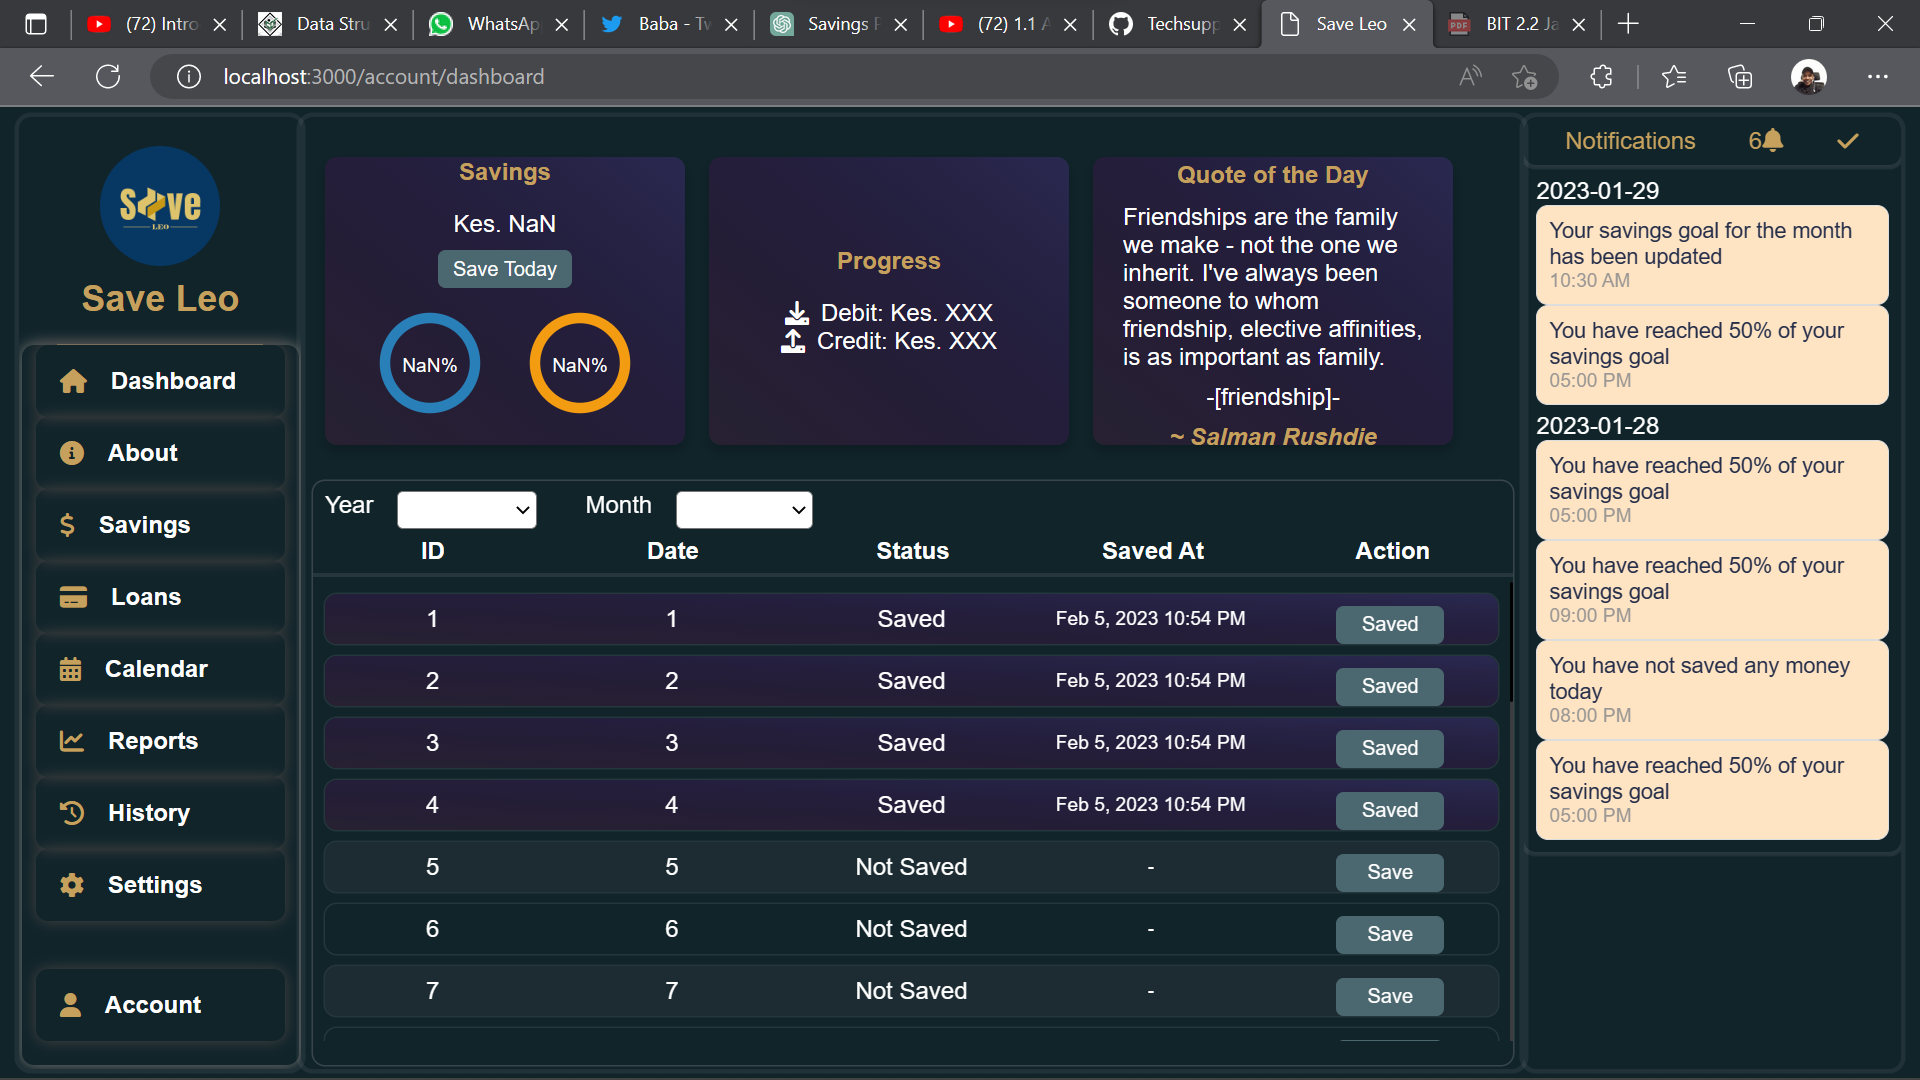 (72) Intro
Data Stru
WhatsAp
Baba - Tw
Savings P
(72) 1.1 A
Techsupp
Save Leo
BIT 2.2 Ja
localhost:3000/account/dashboard
Save
LEO
Save Leo
Dashboard
About
Savings
Loans
Calendar
Reports
History
Settings
Account
Savings
Kes. NaN
Save Today
NaN% NaN%
Progress
Debit: Kes. XXX
Credit: Kes. XXX
Quote of the Day
Friendships are the family
we make - not the one we
inherit. I've always been
someone to whom
friendship, elective affinities,
is as important as family.
-[friendship]-
~ Salman Rushdie
Year Month
ID Date Status Saved At Action
1 1 Saved Feb 5, 2023 10:54 PM Saved
2 2 Saved Feb 5, 2023 10:54 PM Saved
3 3 Saved Feb 5, 2023 10:54 PM Saved
4 4 Saved Feb 5, 2023 10:54 PM Saved
5 5 Not Saved - Save
6 6 Not Saved - Save
7 7 Not Saved - Save
Notifications 6
2023-01-29
Your savings goal for the month
has been updated
10:30 AM
You have reached 50% of your
savings goal
05:00 PM
2023-01-28
You have reached 50% of your
savings goal
05:00 PM
You have reached 50% of your
savings goal
09:00 PM
You have not saved any money
today
08:00 PM
You have reached 50% of your
savings goal
05:00 PM